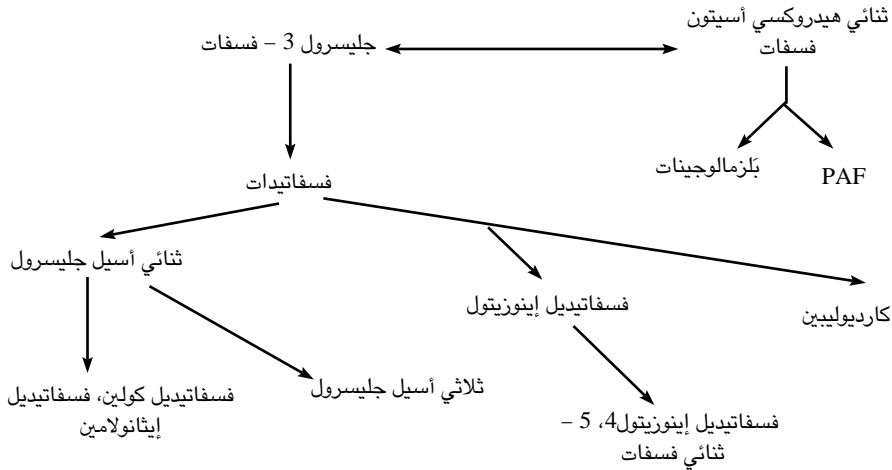 ثنائي هيدروكسي أسيتون
فسفات
جليسرول 3 – فسفات
بَلزمالوجينات
PAF
فسفاتيدات
ثنائي أسيل جليسرول
فسفاتيديل إينوزيتول
كارديوليبين
ثلاثي أسيل جليسرول
فسفاتيديل كولين، فسفاتيديل
إيثانولامين
فسفاتيديل إينوزيتول4، 5 –
ثنائي فسفات